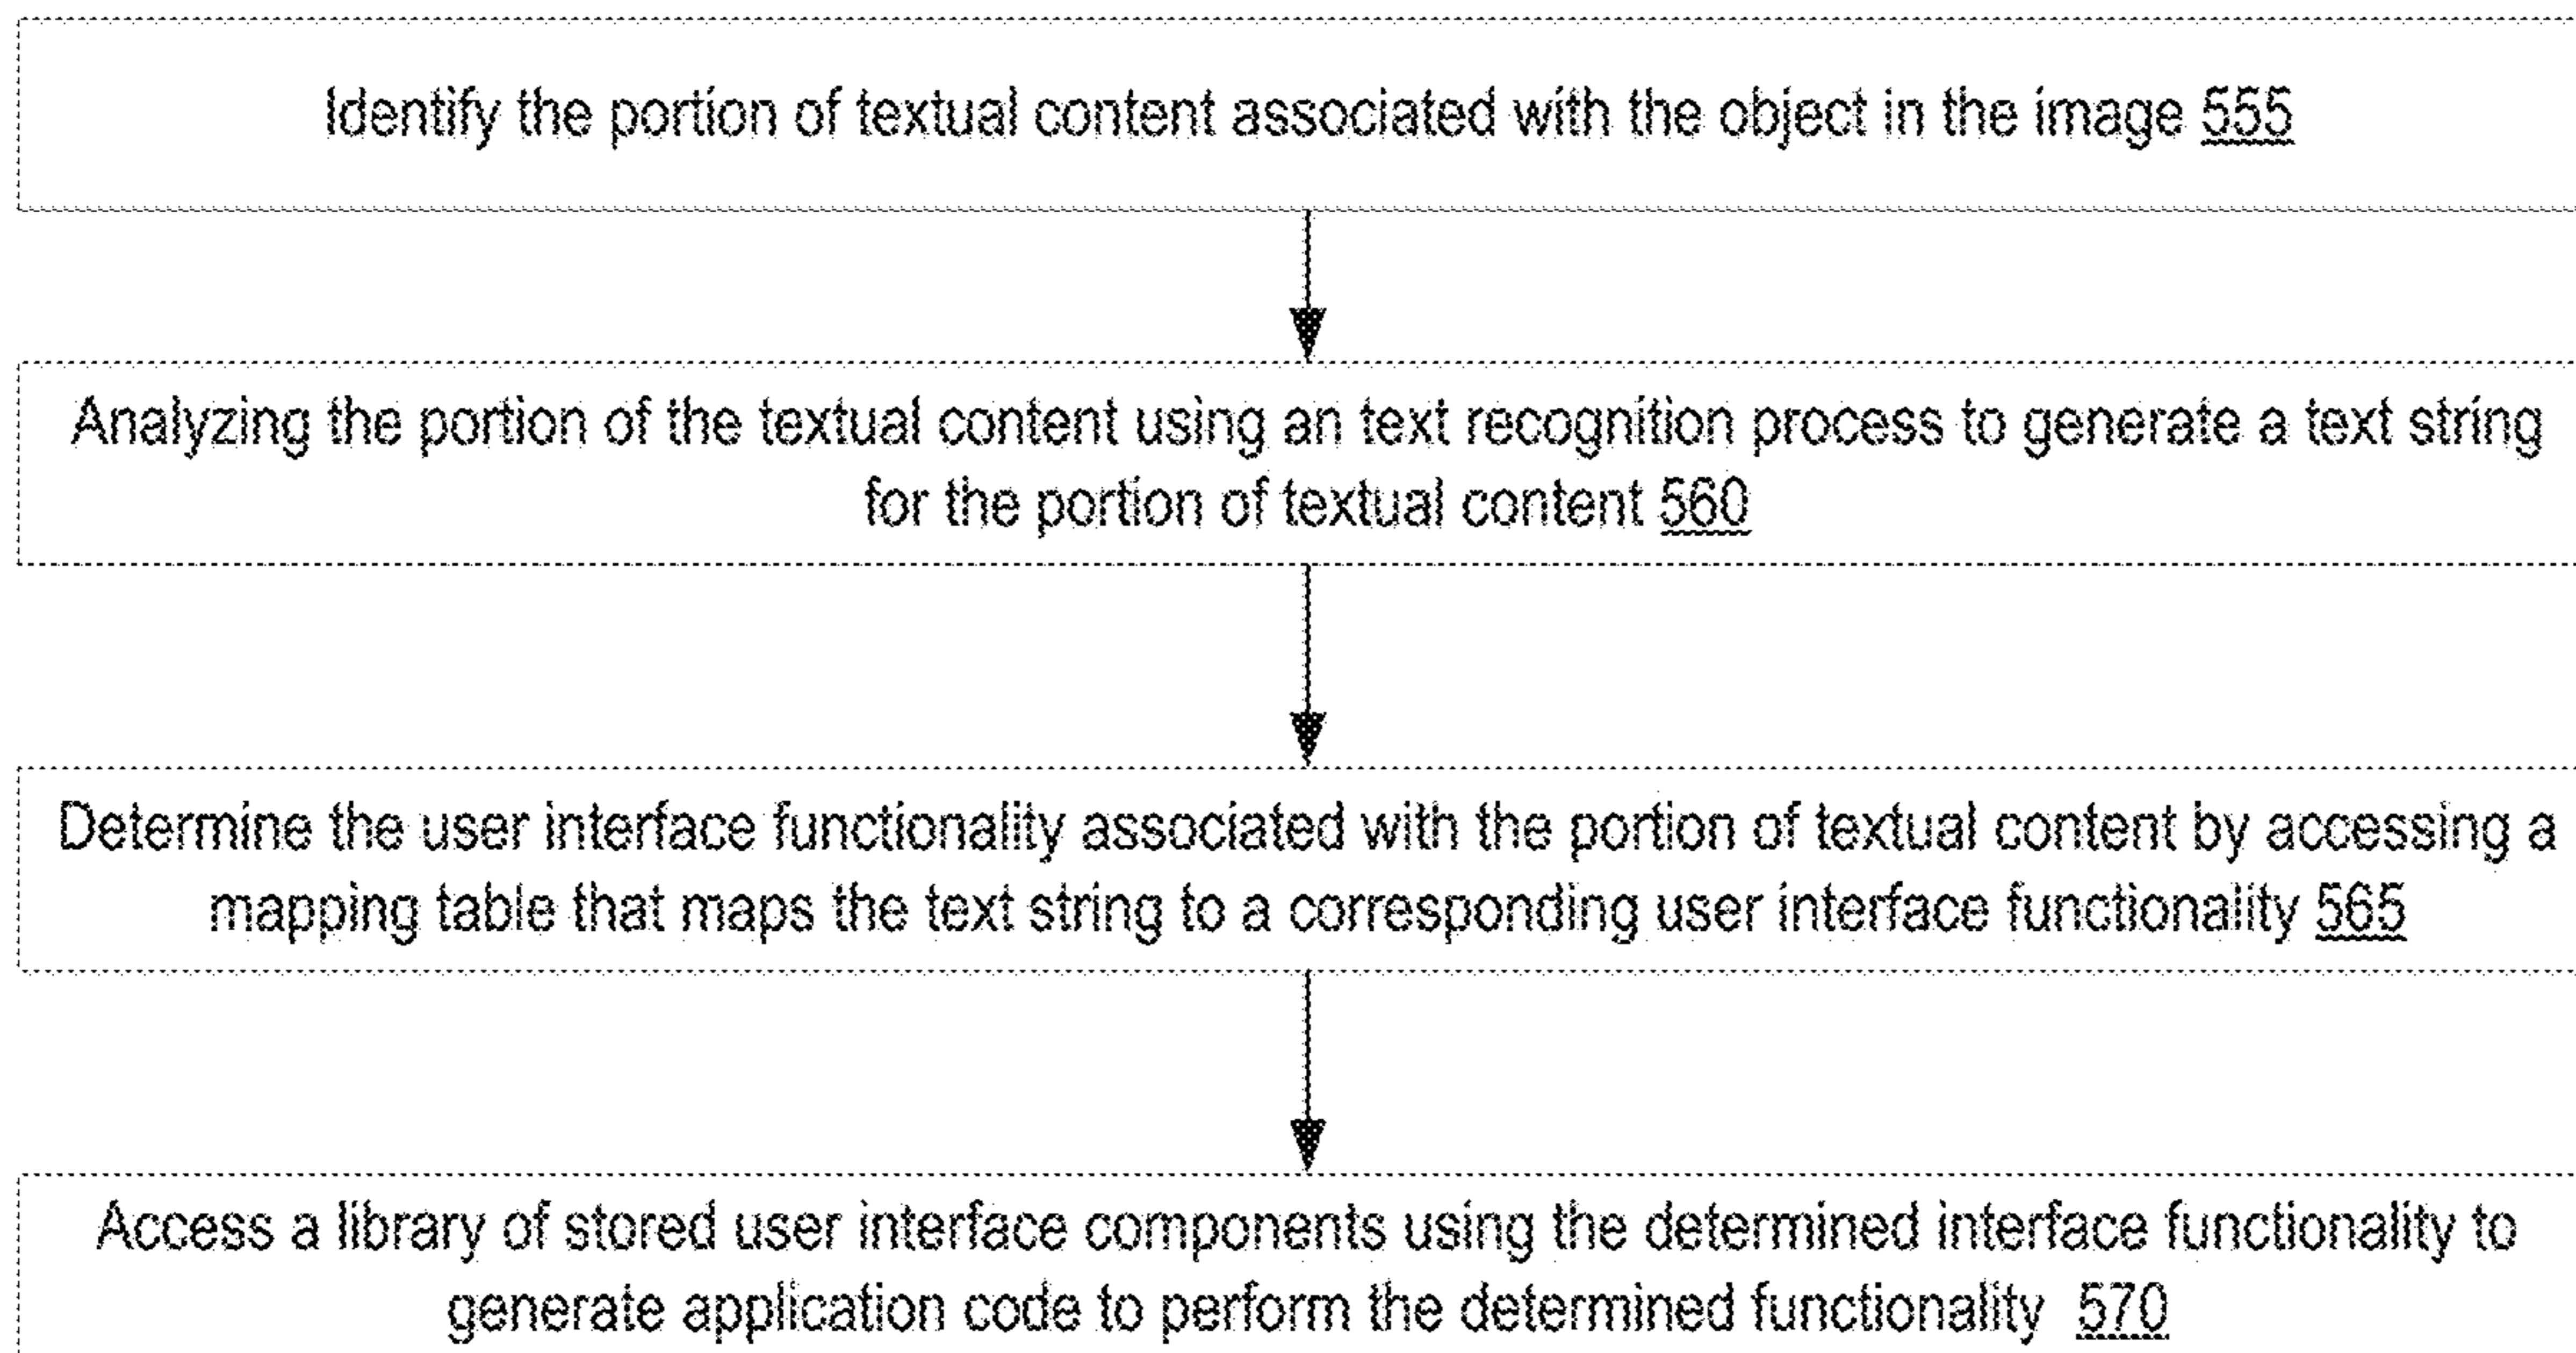 Identify the portion of textual content associated with the object in the image 555
Analyzing the portion of the textual content using an text recognition process to generate a text string
for the portion of textual content 560
Determine the user interface functionality associated with the portion of textual content by accessing a
mapping table that maps the text string to a corresponding user interface functionality 565
Access a library of stored user interface components using the determined interface functionality to
generate application code to perform the determined functionality 570